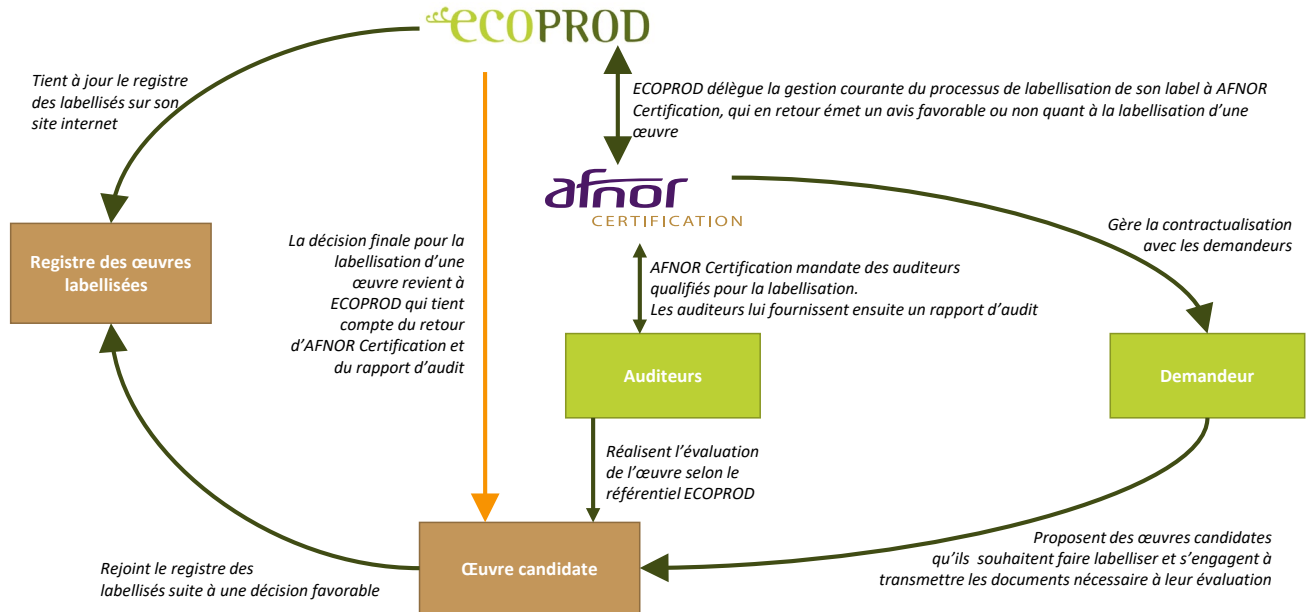 ecoPROD
Tient à jour le registre
des labellisés sur son
site internet
ECOPROD délègue la gestion courante du processus de labellisation de son label à AFNOR
Certification, qui en retour émet un avis favorable ou non quant à la labellisation d'une
œuvre
afnor
CERTIFICATION
Gère la contractualisation
avec les demandeurs
La décision finale pour la
labellisation d'une
œuvre revient à
ECOPROD qui tient
compte du retour
d'AFNOR Certification et
du rapport d'audit
Registre des œuvres
labellisées
AFNOR Certification mandate des auditeurs
qualifiés pour la labellisation.
Les auditeurs lui fournissent ensuite un rapport d'audit
Auditeurs
Demandeur
Réalisent l'évaluation
de l'œuvre selon le
référentiel ECOPROD
Proposent des œuvres candidates
qu'ils souhaitent faire labelliser et s'engagent à
transmettre les documents nécessaire à leur évaluation
Œuvre candidate
Rejoint le registre des
labellisés suite à une décision favorable